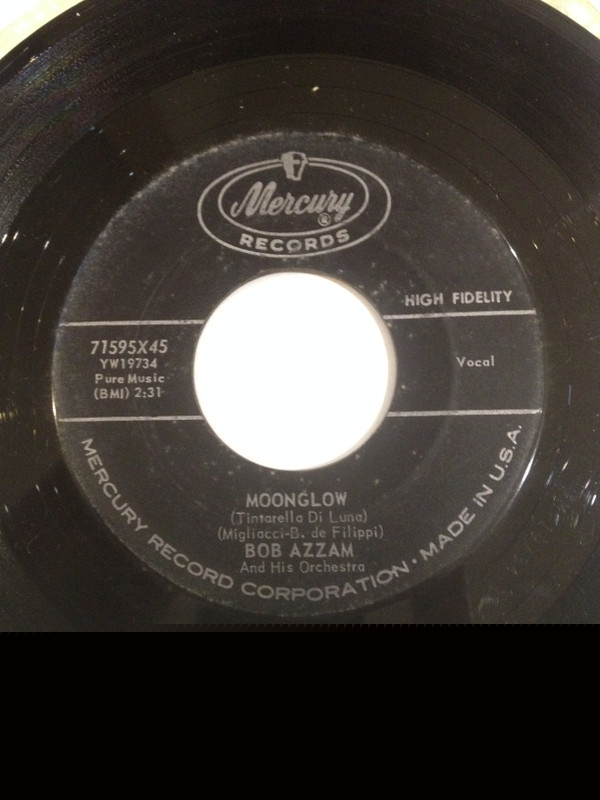 Mercury
®
RECORDS
HIGH FIDELITY
71595X45
YW19734
Pure Music
(BMI) 2:31
Vocal
MOONGLOW
(Tintarella Di Luna)
(Migliacci-B. de Filippi)
BOB AZZAM
And His Orchestra
MERCURY RECORD CORPORATION · MADE IN U.S.A.